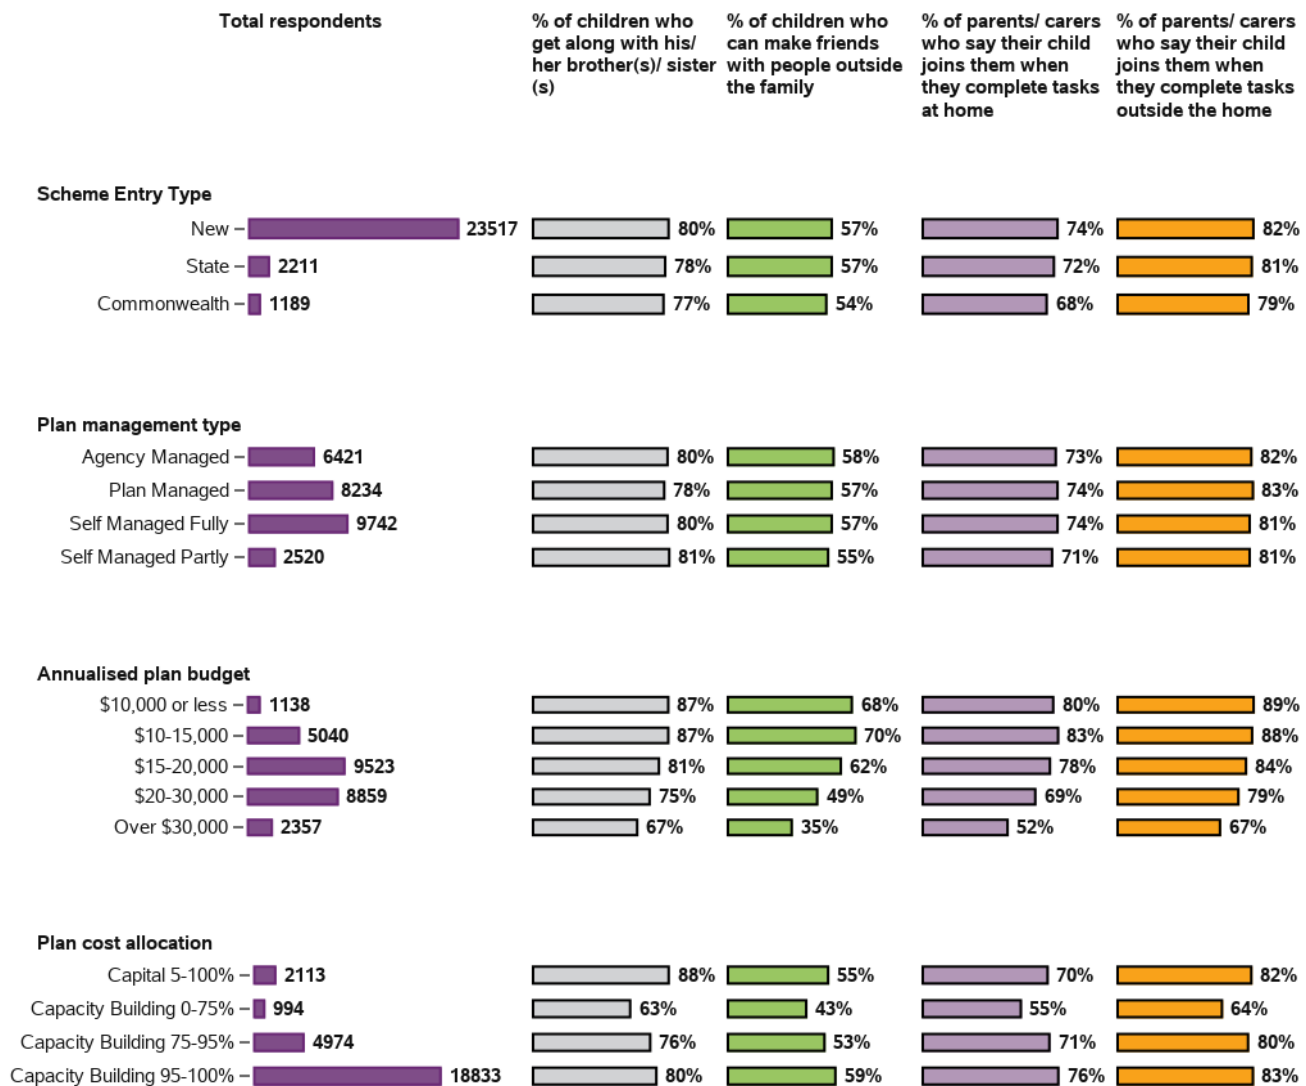 Total respondents
% of children who get along with his/ her brother(s)/ sister (s)
% of children who can make friends with people outside the family
% of parents/ carers who say their child joins them when they complete tasks at home
% of parents/ carers who say their child joins them when they complete tasks outside the home
Scheme Entry Type
New 23517 80% 57% 74% 82%
State 2211 78% 57% 72% 81%
Commonwealth 1189 77% 54% 68% 79%
Plan management type
Agency Managed 6421 80% 58% 73% 82%
Plan Managed 8234 78% 57% 74% 83%
Self Managed Fully 9742 80% 57% 74% 81%
Self Managed Partly 2520 81% 55% 71% 81%
Annualised plan budget
$10,000 or less 1138 87% 68% 80% 89%
$10-15,000 5040 87% 70% 83% 88%
$15-20,000 9523 81% 62% 78% 84%
$20-30,000 8859 75% 49% 69% 79%
Over $30,000 2357 67% 35% 52% 67%
Plan cost allocation
Capital 5-100% 2113 88% 55% 70% 82%
Capacity Building 0-75% 994 63% 43% 55% 64%
Capacity Building 75-95% 4974 76% 53% 71% 80%
Capacity Building 95-100% 18833 80% 59% 76% 83%